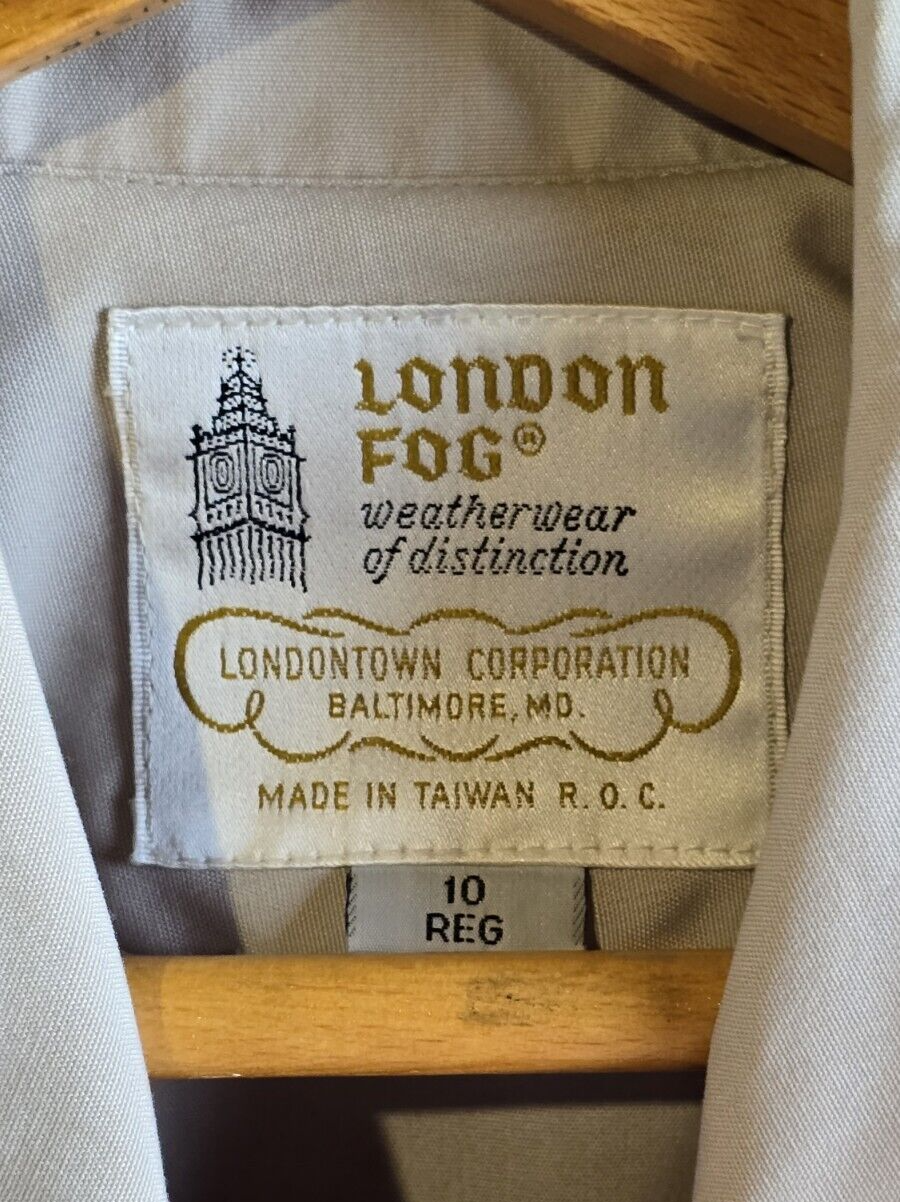 LONDON
FOG®
weatherwear
of distinction
LONDONTOWN CORPORATION
BALTIMORE, MD.
MADE IN TAIWAN R. O. C.
10
REG